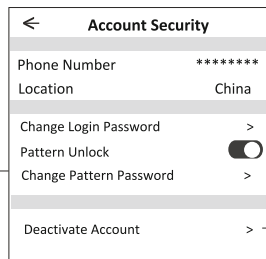 Account Security
Phone Number ********
Location China
Change Login Password >
Pattern Unlock
Change Pattern Password >
Deactivate Account >